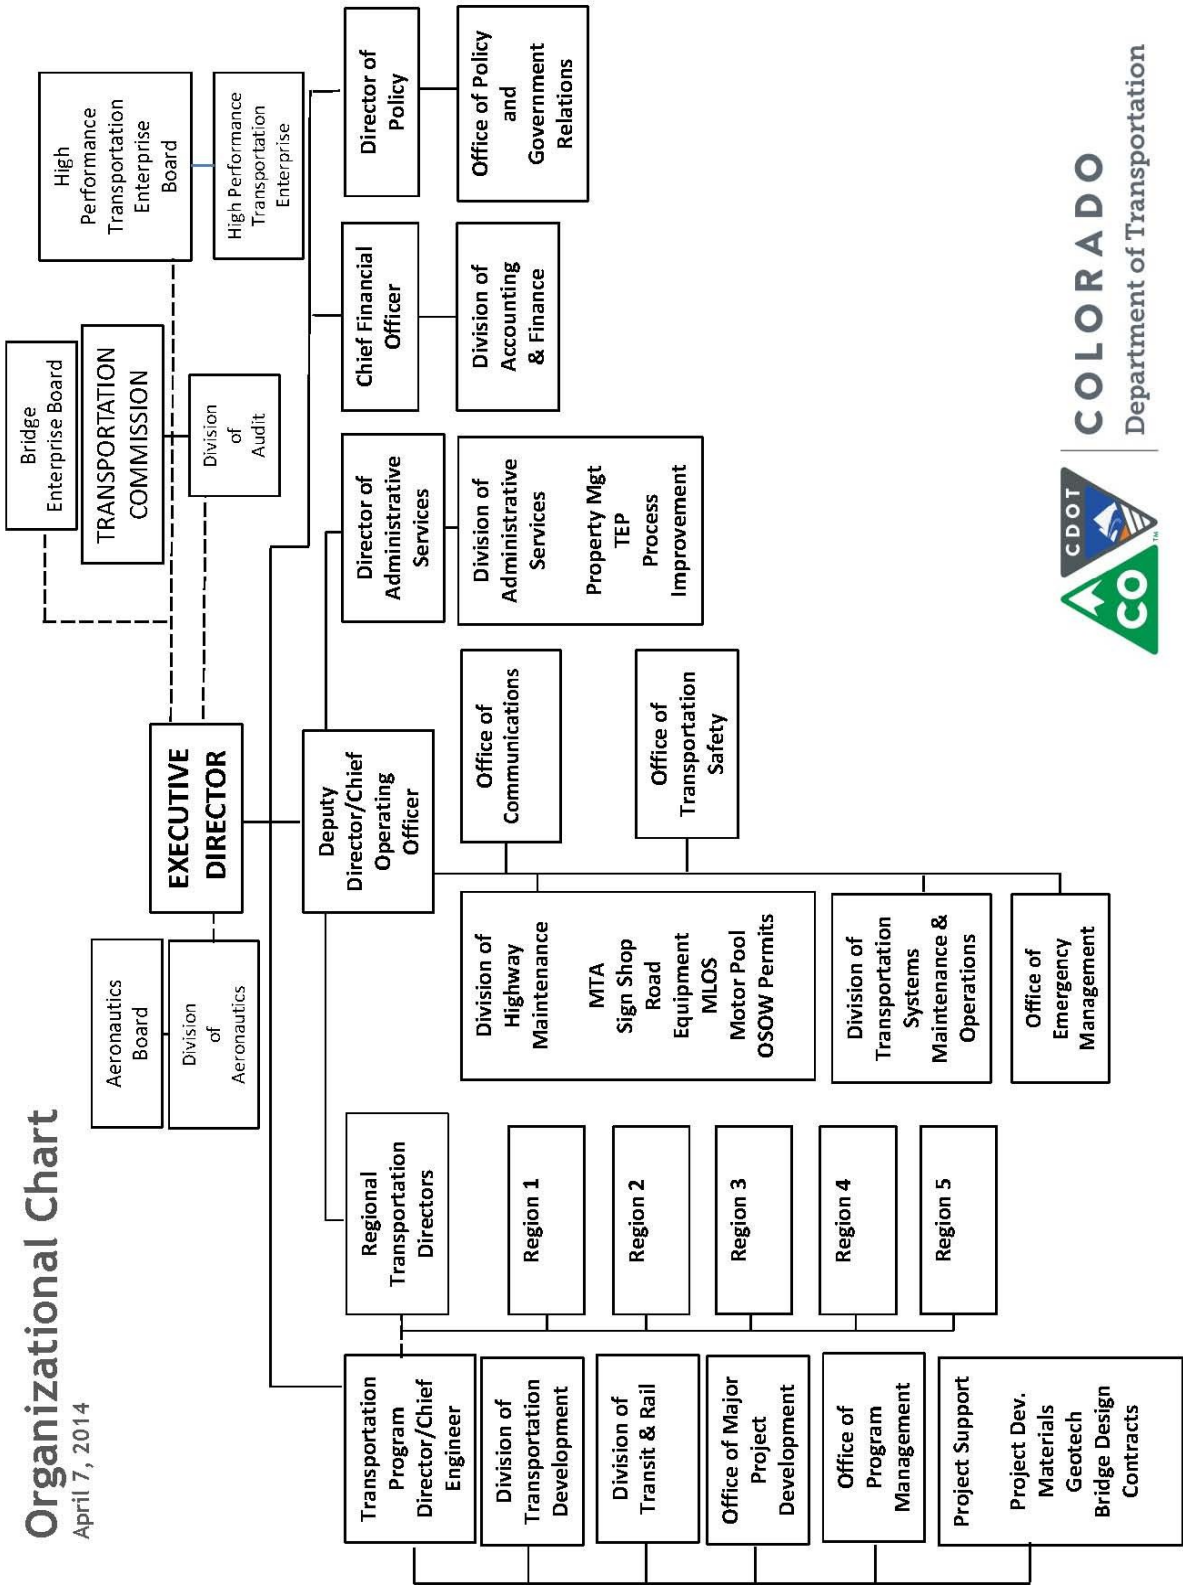 Organizational Chart
April 7, 2014
Bridge
Enterprise Board
TRANSPORTATION
COMMISSION
Division
of
Audit
High
Performance
Transportation
Enterprise
Board
High Performance
Transportation
Enterprise
Aeronautics
Board
Division
of
Aeronautics
EXECUTIVE
DIRECTOR
Transportation
Program
Director/Chief
Engineer
Division of
Transportation
Development
Division of
Transit & Rail
Office of Major
Project
Development
Office of
Program
Management
Project Support
Project Dev.
Materials
Geotech
Bridge Design
Contracts
Regional
Transportation
Directors
Region 1
Region 2
Region 3
Region 4
Region 5
Deputy
Director/Chief
Operating
Officer
Division of
Highway
Maintenance
MTA
Sign Shop
Road
Equipment
MLOS
Motor Pool
OSOW Permits
Division of
Transportation
Systems
Maintenance &
Operations
Office of
Emergency
Management
Office of
Communications
Office of
Transportation
Safety
Director of
Administrative
Services
Division of
Administrative
Services
Property Mgt
TEP
Process
Improvement
Chief Financial
Officer
Division of
Accounting
& Finance
Director of
Policy
Office of Policy
and
Government
Relations
CO
CDOT
TM
COLORADO
Department of Transportation